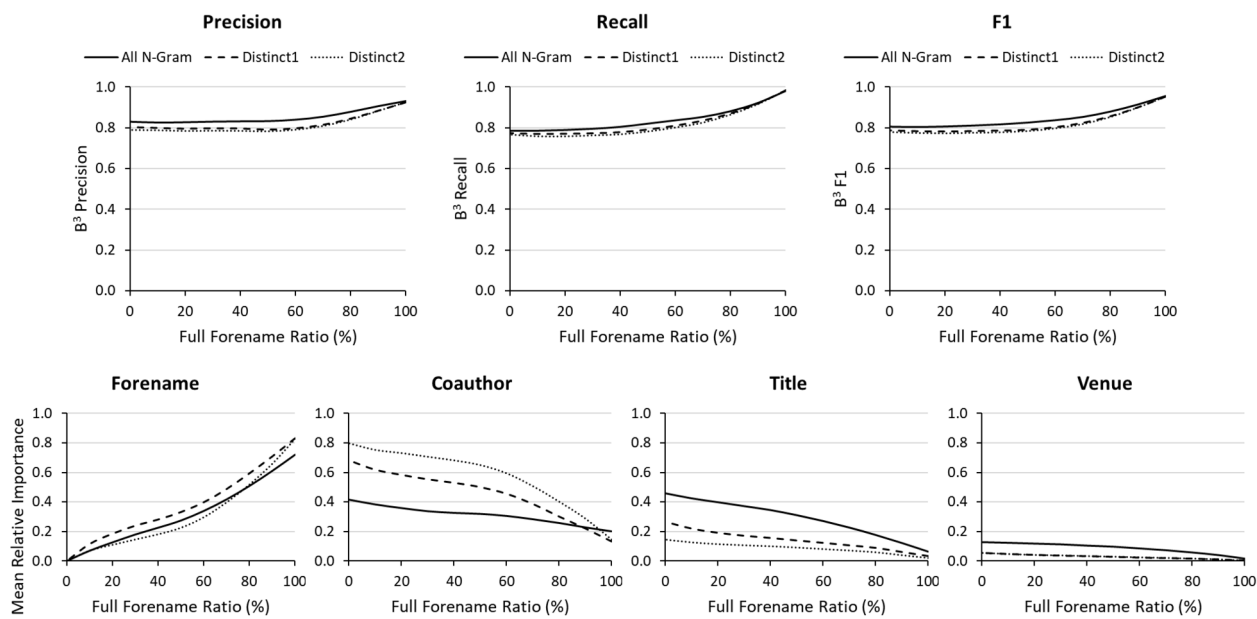 Precision
All N-Gram Distinct1 Distinct2
B³ Precision
1.0
0.8
0.6
0.4
0.2
0.0
0 20 40 60 80 100
Full Forename Ratio (%)
Recall
All N-Gram Distinct1 Distinct2
B³ Recall
1.0
0.8
0.6
0.4
0.2
0.0
0 20 40 60 80 100
Full Forename Ratio (%)
F1
All N-Gram Distinct1 Distinct2
B³ F1
1.0
0.8
0.6
0.4
0.2
0.0
0 20 40 60 80 100
Full Forename Ratio (%)
Forename
Mean Relative Importance
1.0
0.8
0.6
0.4
0.2
0.0
0 20 40 60 80 100
Full Forename Ratio (%)
Coauthor
1.0
0.8
0.6
0.4
0.2
0.0
0 20 40 60 80 100
Full Forename Ratio (%)
Title
1.0
0.8
0.6
0.4
0.2
0.0
0 20 40 60 80 100
Full Forename Ratio (%)
Venue
1.0
0.8
0.6
0.4
0.2
0.0
0 20 40 60 80 100
Full Forename Ratio (%)